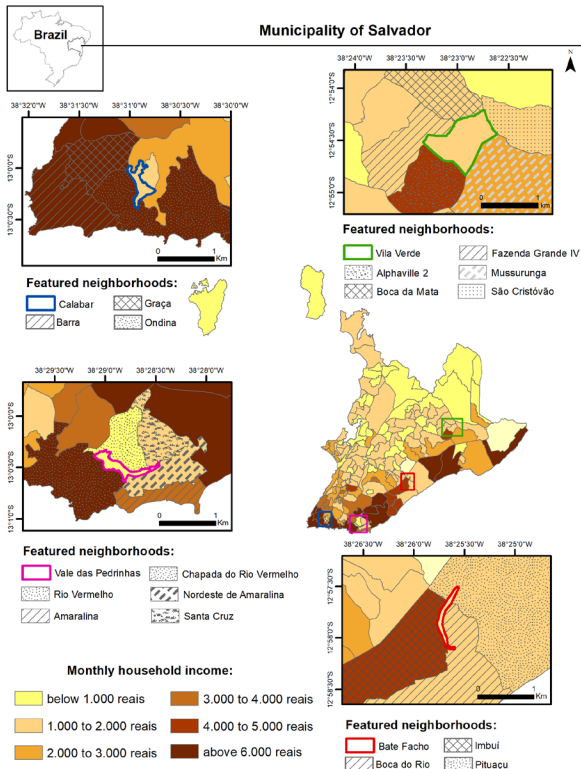 Brazil
Municipality of Salvador
38°32'0"W 38°31'0"W 38°31'0"W 38°30'30"W 38°30'0"W
13°0'0"S
13°0'30"S
0 1
Km
Featured neighborhoods:
Calabar Graça
Barra Ondina
38°24'0"W 38°23'30"W 38°23'0"W 38°22'30"W
N
12°54'0"S
12°54'30"S
12°55'0"S
0 1
km
Featured neighborhoods:
Vila Verde Fazenda Grande IV
Alphaville 2 Mussurunga
Boca da Mata São Cristóvão
38°29'30"W 38°29'0"W 38°28'30"W 38°28'0"W
13°0'0"S
13°0'30"S
13°1'0"S
0 1
Km
Featured neighborhoods:
Vale das Pedrinhas Chapada do Rio Vermelho
Rio Vermelho Nordeste de Amaralina
Amaralina Santa Cruz
38°26'30"W 38°26'0"W 38°25'30"W 38°25'0"W
12°57'30"S
12°58'0"S
12°58'30"S
0 1
Km
Featured neighborhoods:
Bate Facho Imbuí
Boca do Rio Pituaçu
Monthly household income:
below 1.000 reais 3.000 to 4.000 reais
1.000 to 2.000 reais 4.000 to 5.000 reais
2.000 to 3.000 reais above 6.000 reais